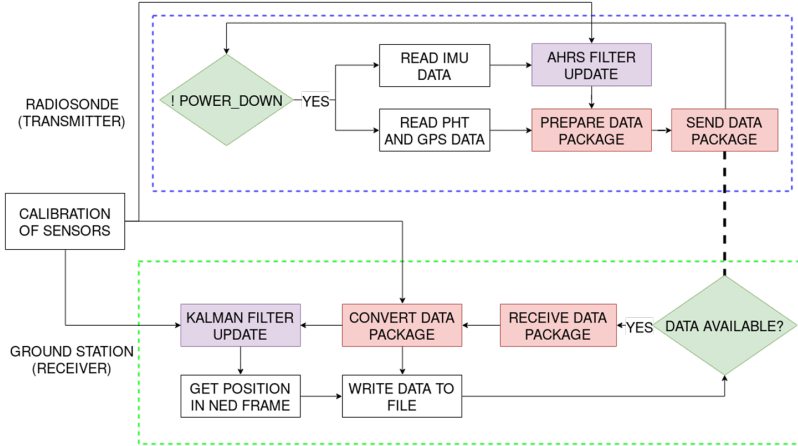 READ IMU
DATA
AHRS FILTER
UPDATE
! POWER_DOWN
YES
RADIOSONDE
(TRANSMITTER)
READ PHT
AND GPS DATA
PREPARE DATA
PACKAGE
SEND DATA
PACKAGE
CALIBRATION
OF SENSORS
KALMAN FILTER
UPDATE
CONVERT DATA
PACKAGE
RECEIVE DATA
PACKAGE
YES
DATA AVAILABLE?
GROUND STATION
(RECEIVER)
GET POSITION
IN NED FRAME
WRITE DATA TO
FILE